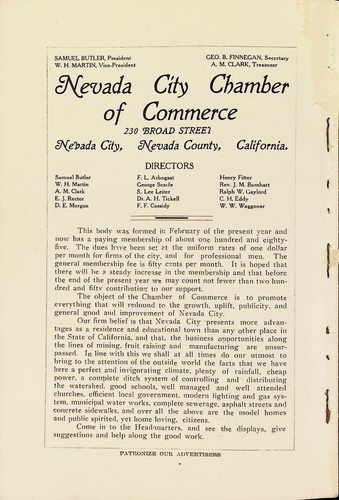 SAMUEL BUTLER, President
W. H. MARTIN, Vice-President
GEO. B. FINNEGAN, Secretary
A. M. CLARK, Treasurer
Nevada City Chamber
of Commerce
230 BROAD STREET
Nevada City, Nevada County, California.
DIRECTORS
Samuel Butler F. L. Arbogast Henry Fitter
W. H. Martin George Scarfe Rev. J. M. Barnhart
A. M. Clark S. Lee Leiter Ralph W. Gaylord
E. J. Rector Dr. A. H. Tickell C. H. Eddy
D. E. Morgan F. F. Cassidy W. W. Waggoner
This body was formed in February of the present year and
now has a paying membership of about one hundred and eighty-
five. The dues have been set at the uniform rates of one dollar
per month for firms of the city, and for professional men. The
general membership fee is fifty cents per month. It is hoped that
there will be a steady increase in the membership and that before
the end of the present year we may count not fewer than two hun-
dred and fifty contributing to our support.
The object of the Chamber of Commerce is to promote
everything that will redound to the growth, uplift, publicity, and
general good and improvement of Nevada City.
Our firm belief is that Nevada City presents more advan-
tages as a residence and educational town than any other place in
the State of California, and that, the business opportunities along
the lines of mining, fruit raising and manufacturing are unsur-
passed. In line with this we shall at all times do our utmost to
bring to the attention of the outside world the facts that we have
here a perfect and invigorating climate, plenty of rainfall, cheap
power, a complete ditch system of controlling and distributing
the watershed, good schools, well managed and well attended
churches, efficient local government, modern lighting and gas sys-
tem, municipal water works, complete sewerage, asphalt streets and
concrete sidewalks, and over all the above are the model homes
and public spirited, yet home loving, citizens.
Come in to the Headquarters, and see the displays, give
suggestions and help along the good work.
PATRONIZE OUR ADVERTISERS